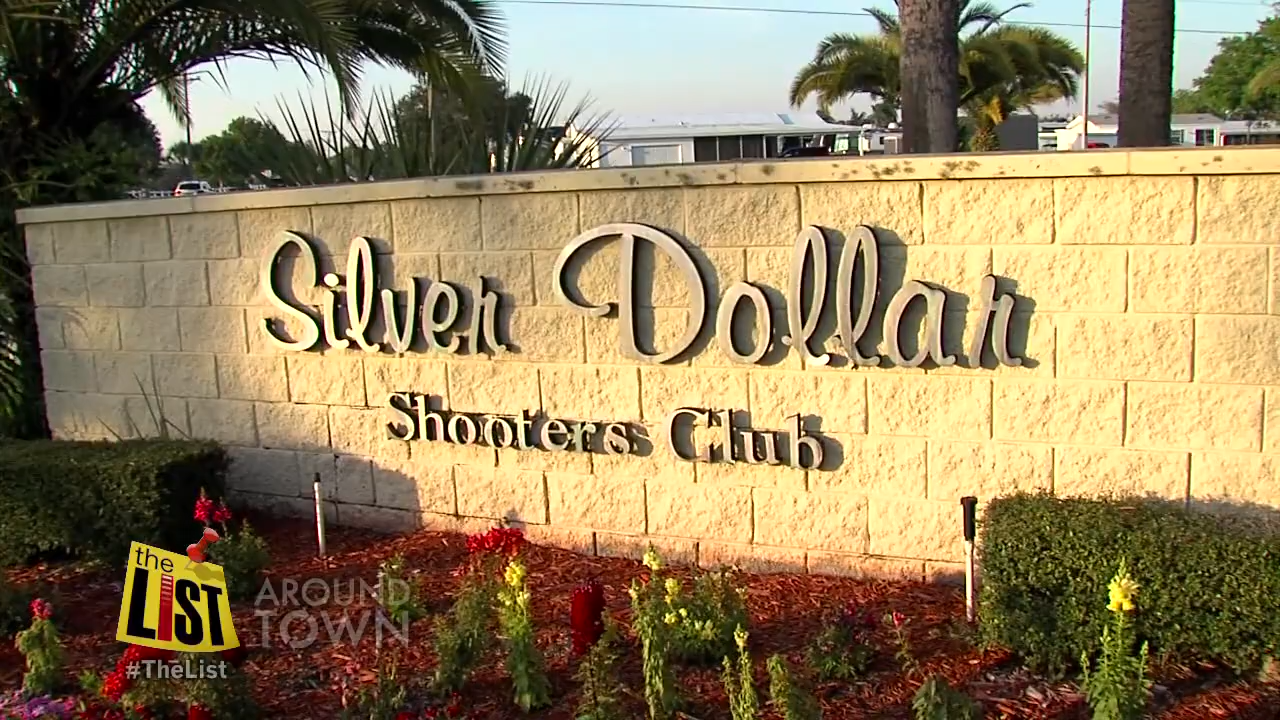 Silver Dollar
Shooters Club
the
LIST
AROUND
TOWN
#TheList